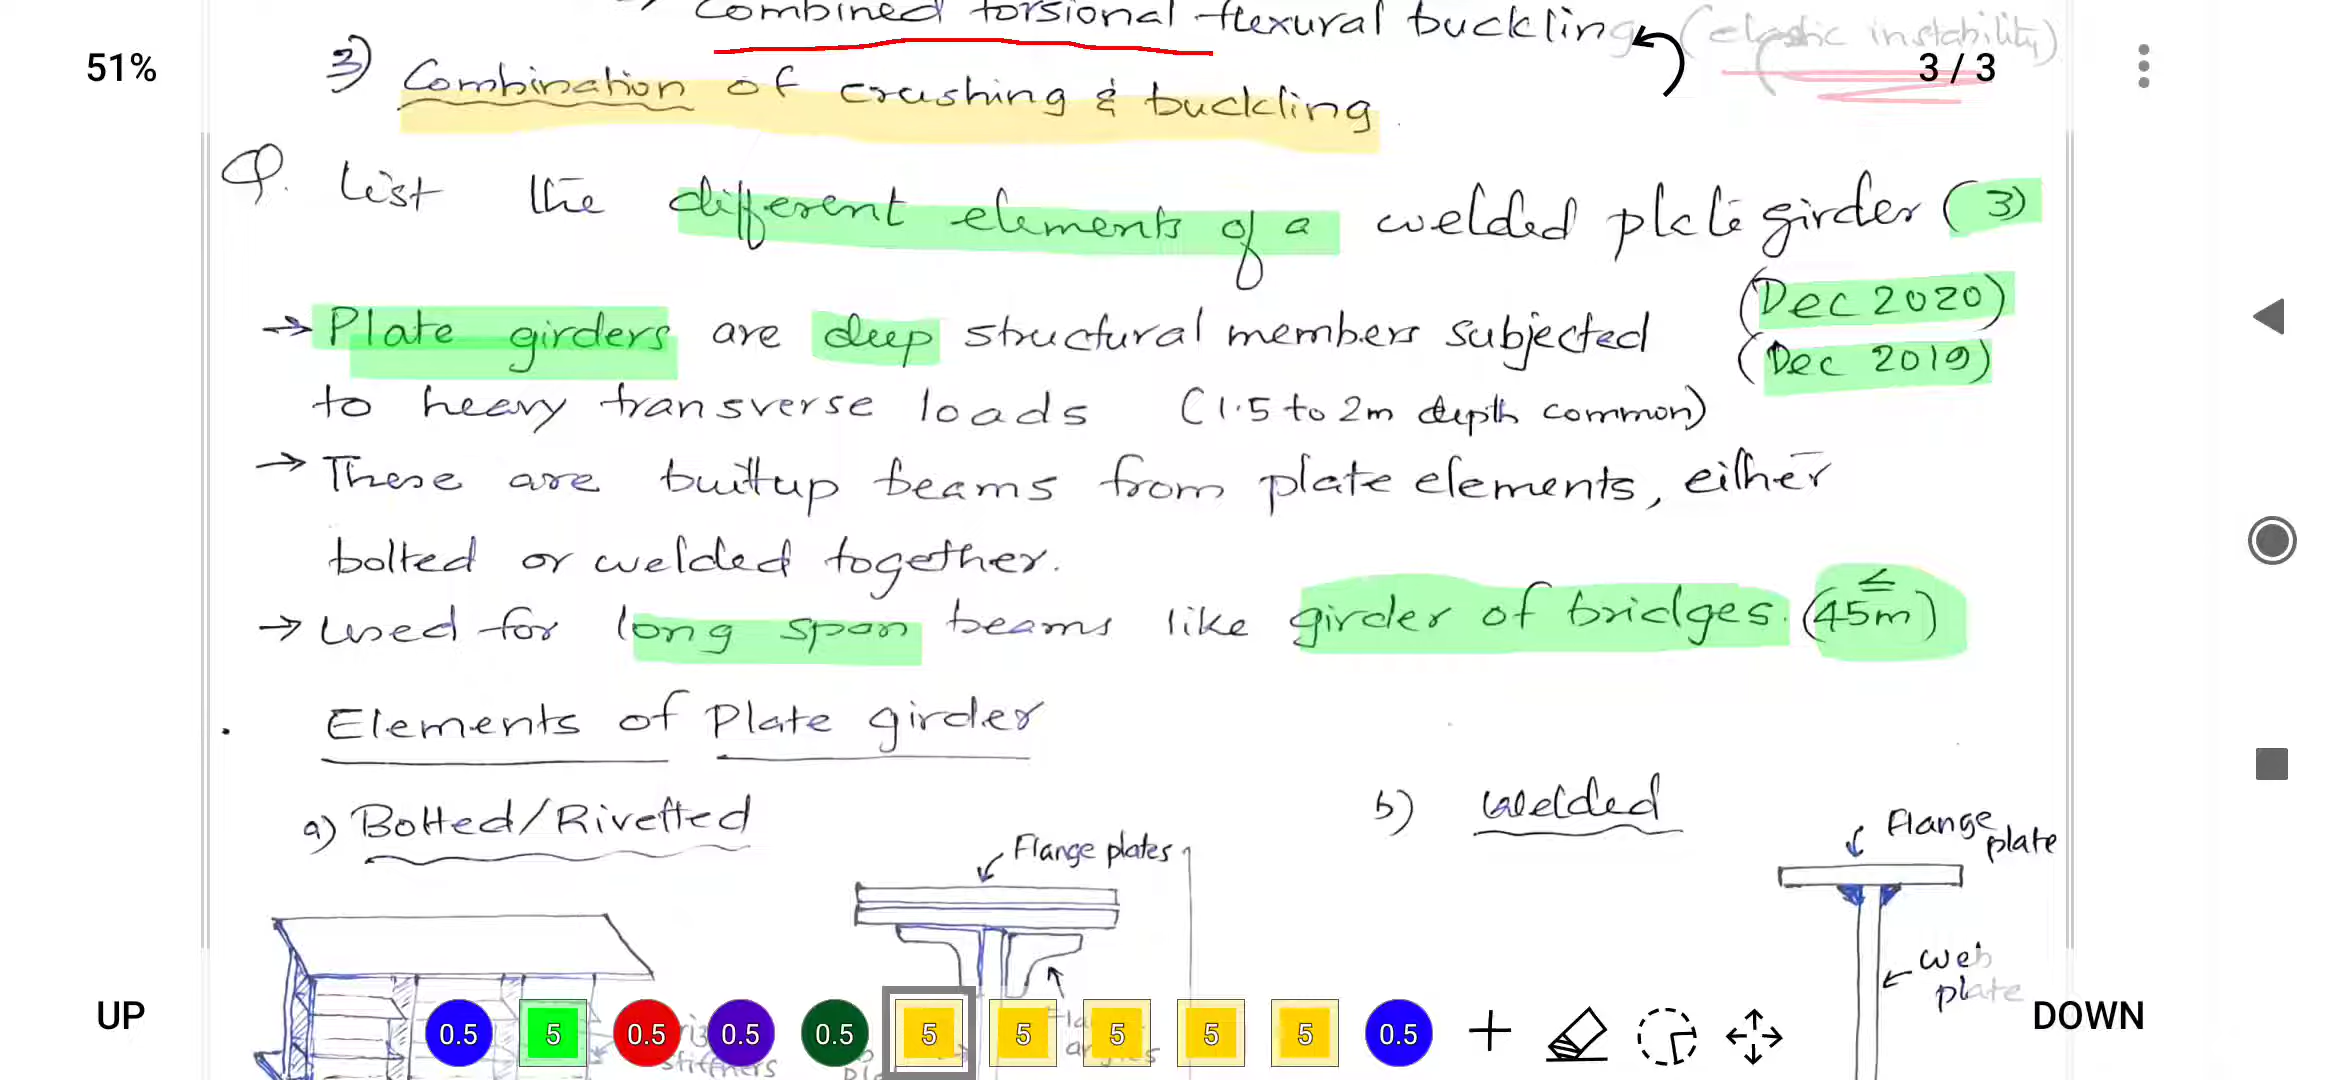 Combined torsional flexural buckling (elastic instability)
51%
3 / 3
3) Combination of crushing & buckling
Q. List the different elements of a welded plate girder (3)
(Dec 2020)
→ Plate girders are deep structural members subjected
(Dec 2019)
to heavy transverse loads (1.5 to 2m depth common)
→ These are builtup beams from plate elements, either
bolted or welded together.
→ Used for long span beams like girder of bridges. (≤ 45m)
Elements of Plate girder
a) Bolted/Rivetted
b) Welded
Flange plates
Flange plate
Web plate
UP
0.5 5 0.5 0.5 0.5 5 5 5 5 5 0.5
DOWN
stiffners